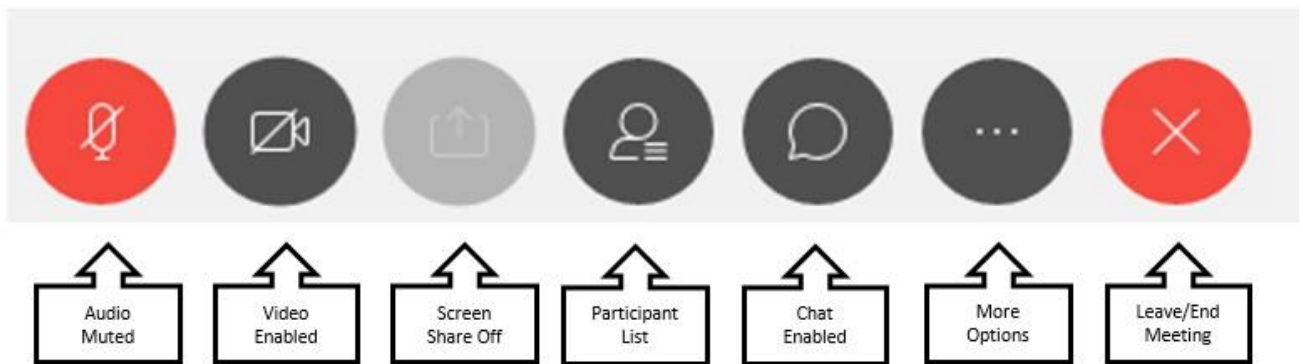 Audio
Muted
Video
Enabled
Screen
Share Off
Participant
List
Chat
Enabled
More
Options
Leave/End
Meeting